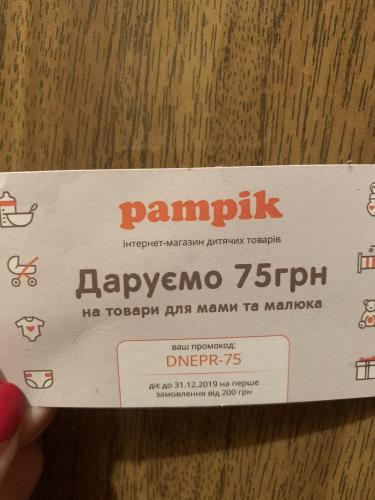 pampik
інтернет-магазин дитячих товарів
Даруємо 75грн
на товари для мами та малюка
ваш промокод:
DNEPR-75
діє до 31.12.2019 на перше
замовлення від 200 грн